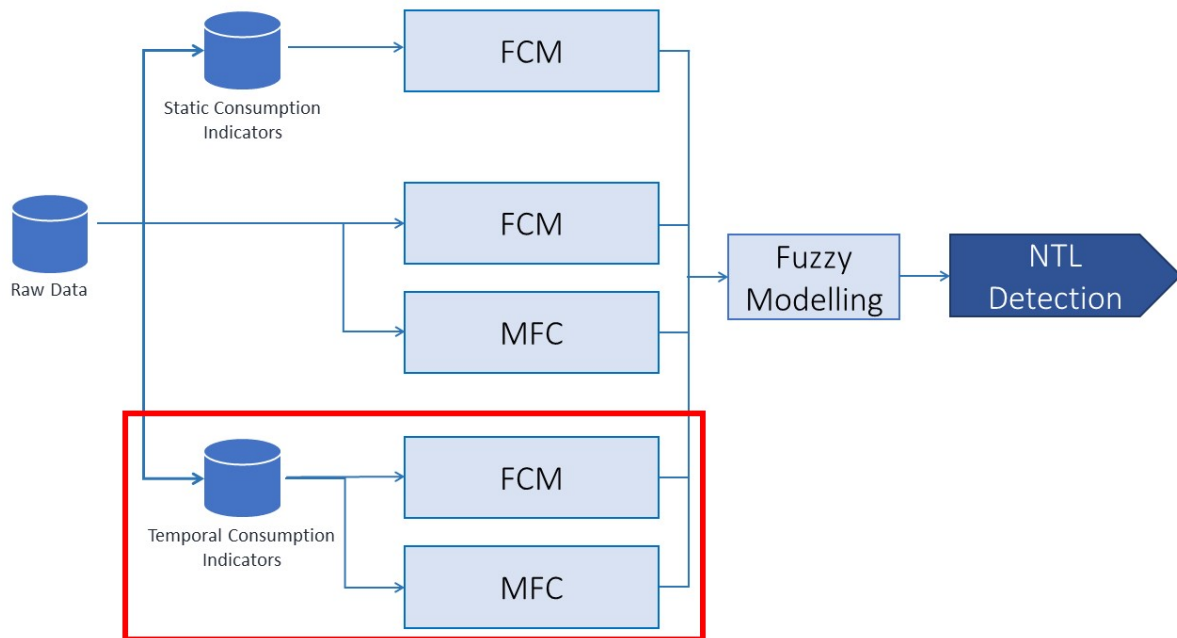 FCM
Static Consumption
Indicators
Raw Data
FCM
MFC
Fuzzy
Modelling
NTL
Detection
Temporal Consumption
Indicators
FCM
MFC